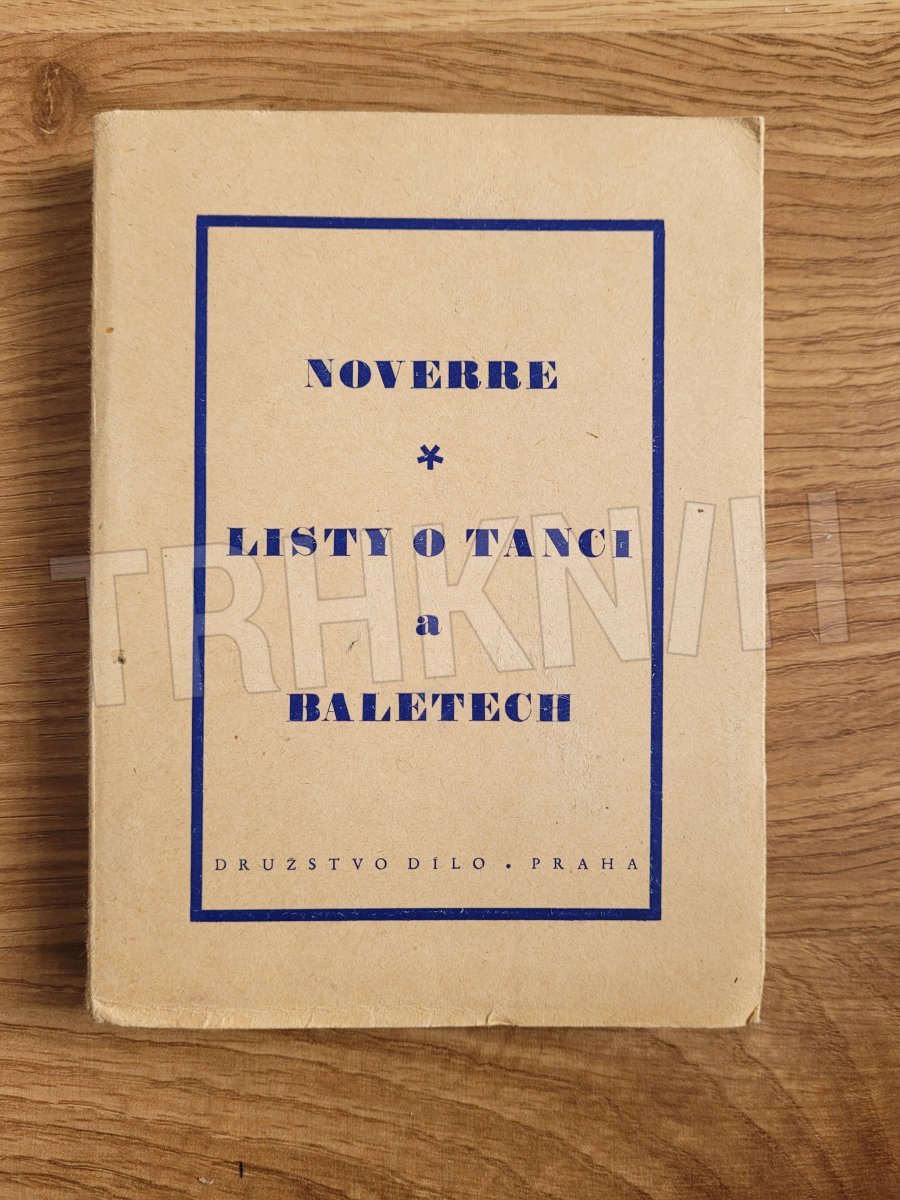 NOVERRE
*
LISTY O TANCI
a
BALETECH
DRUŽSTVO DÍLO • PRAHA
TRHKNIH